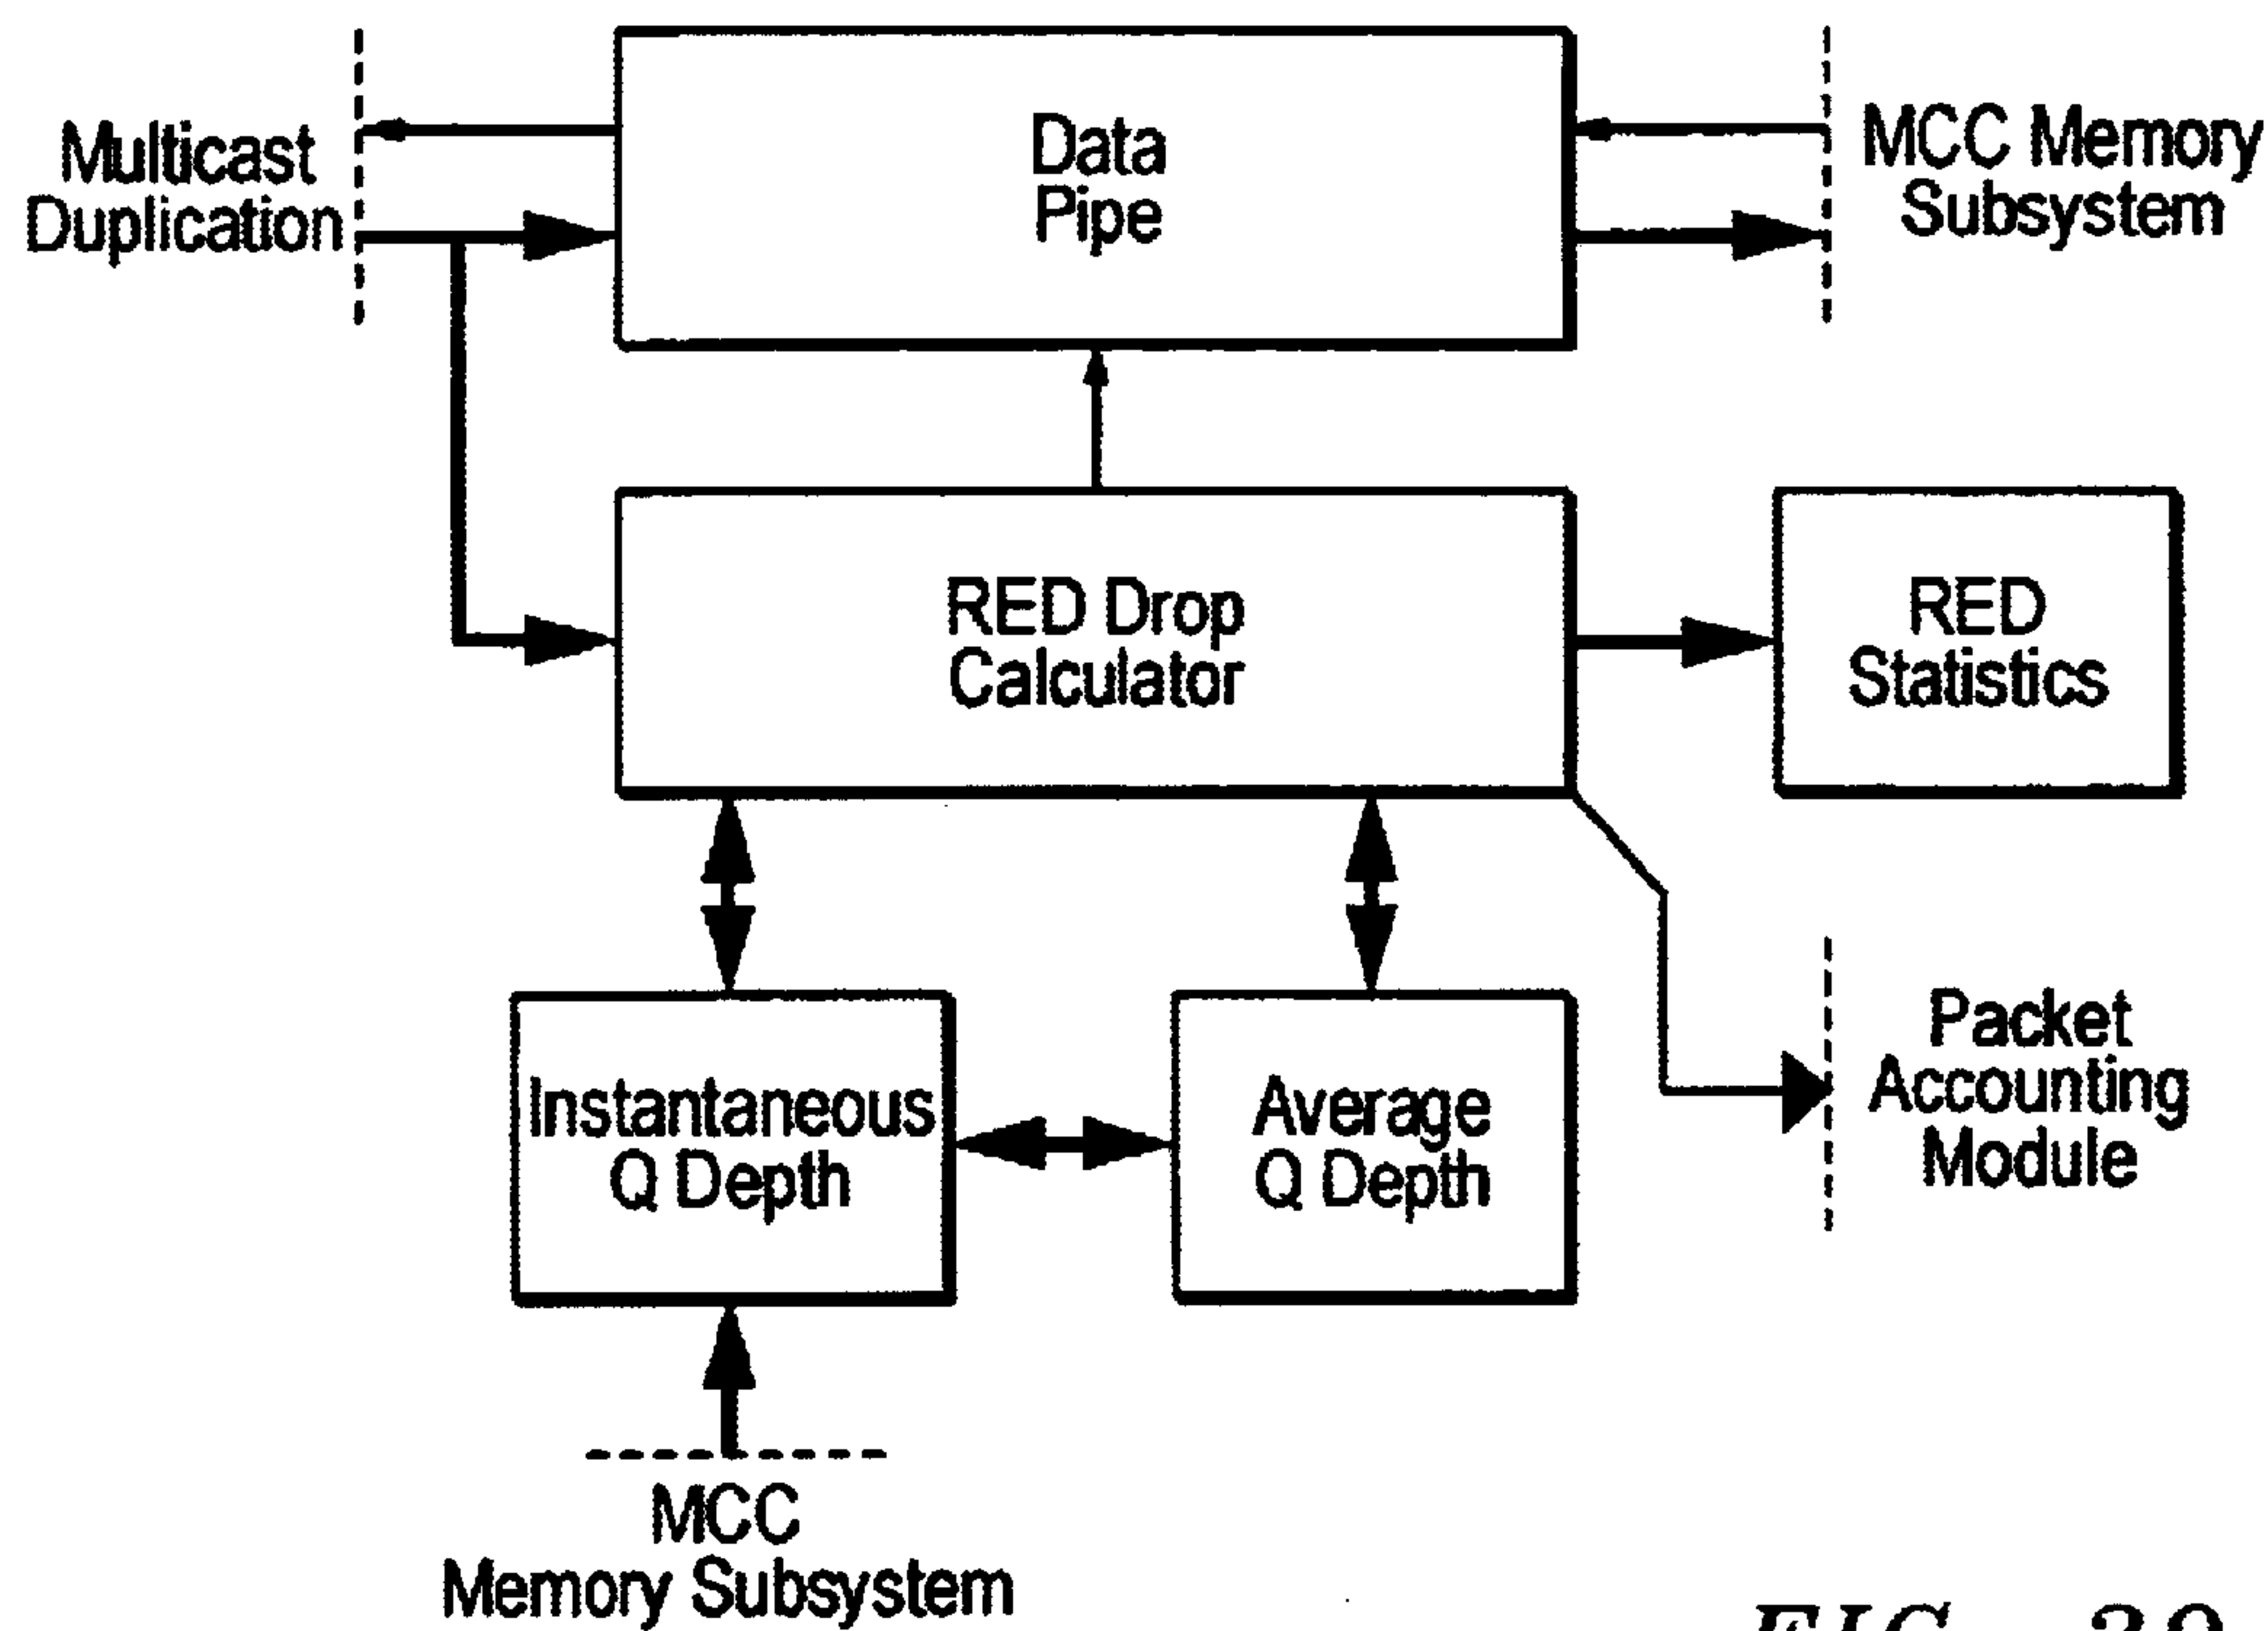 Multicast
Duplication
Data
Pipe
MCC Memory
Subsystem
RED Drop
Calculator
RED
Statistics
Instantaneous
Q Depth
Average
Q Depth
Packet
Accounting
Module
MCC
Memory Subsystem